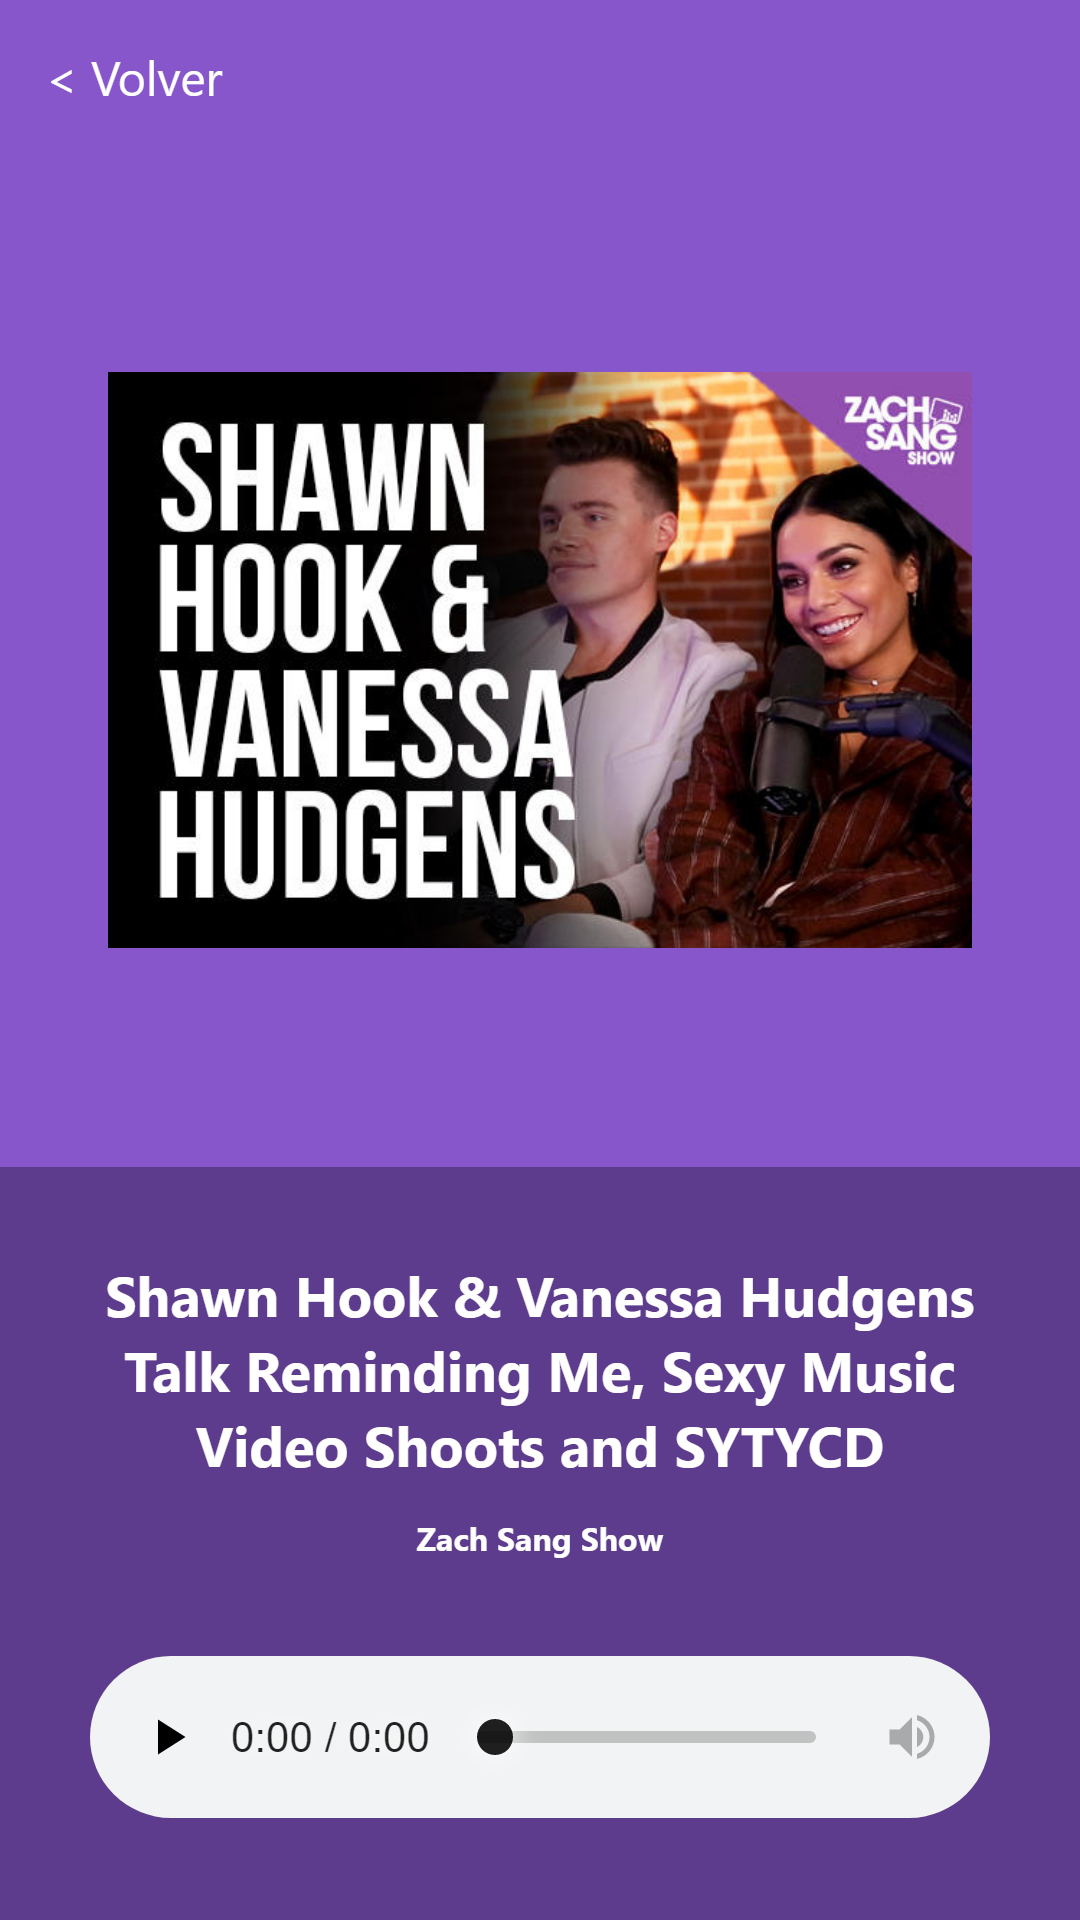 < Volver
ZACH
SANG
SHOW
SHAWN
HOOK &
VANESSA
HUDGENS
Shawn Hook & Vanessa Hudgens
Talk Reminding Me, Sexy Music
Video Shoots and SYTYCD
Zach Sang Show
0:00 / 0:00